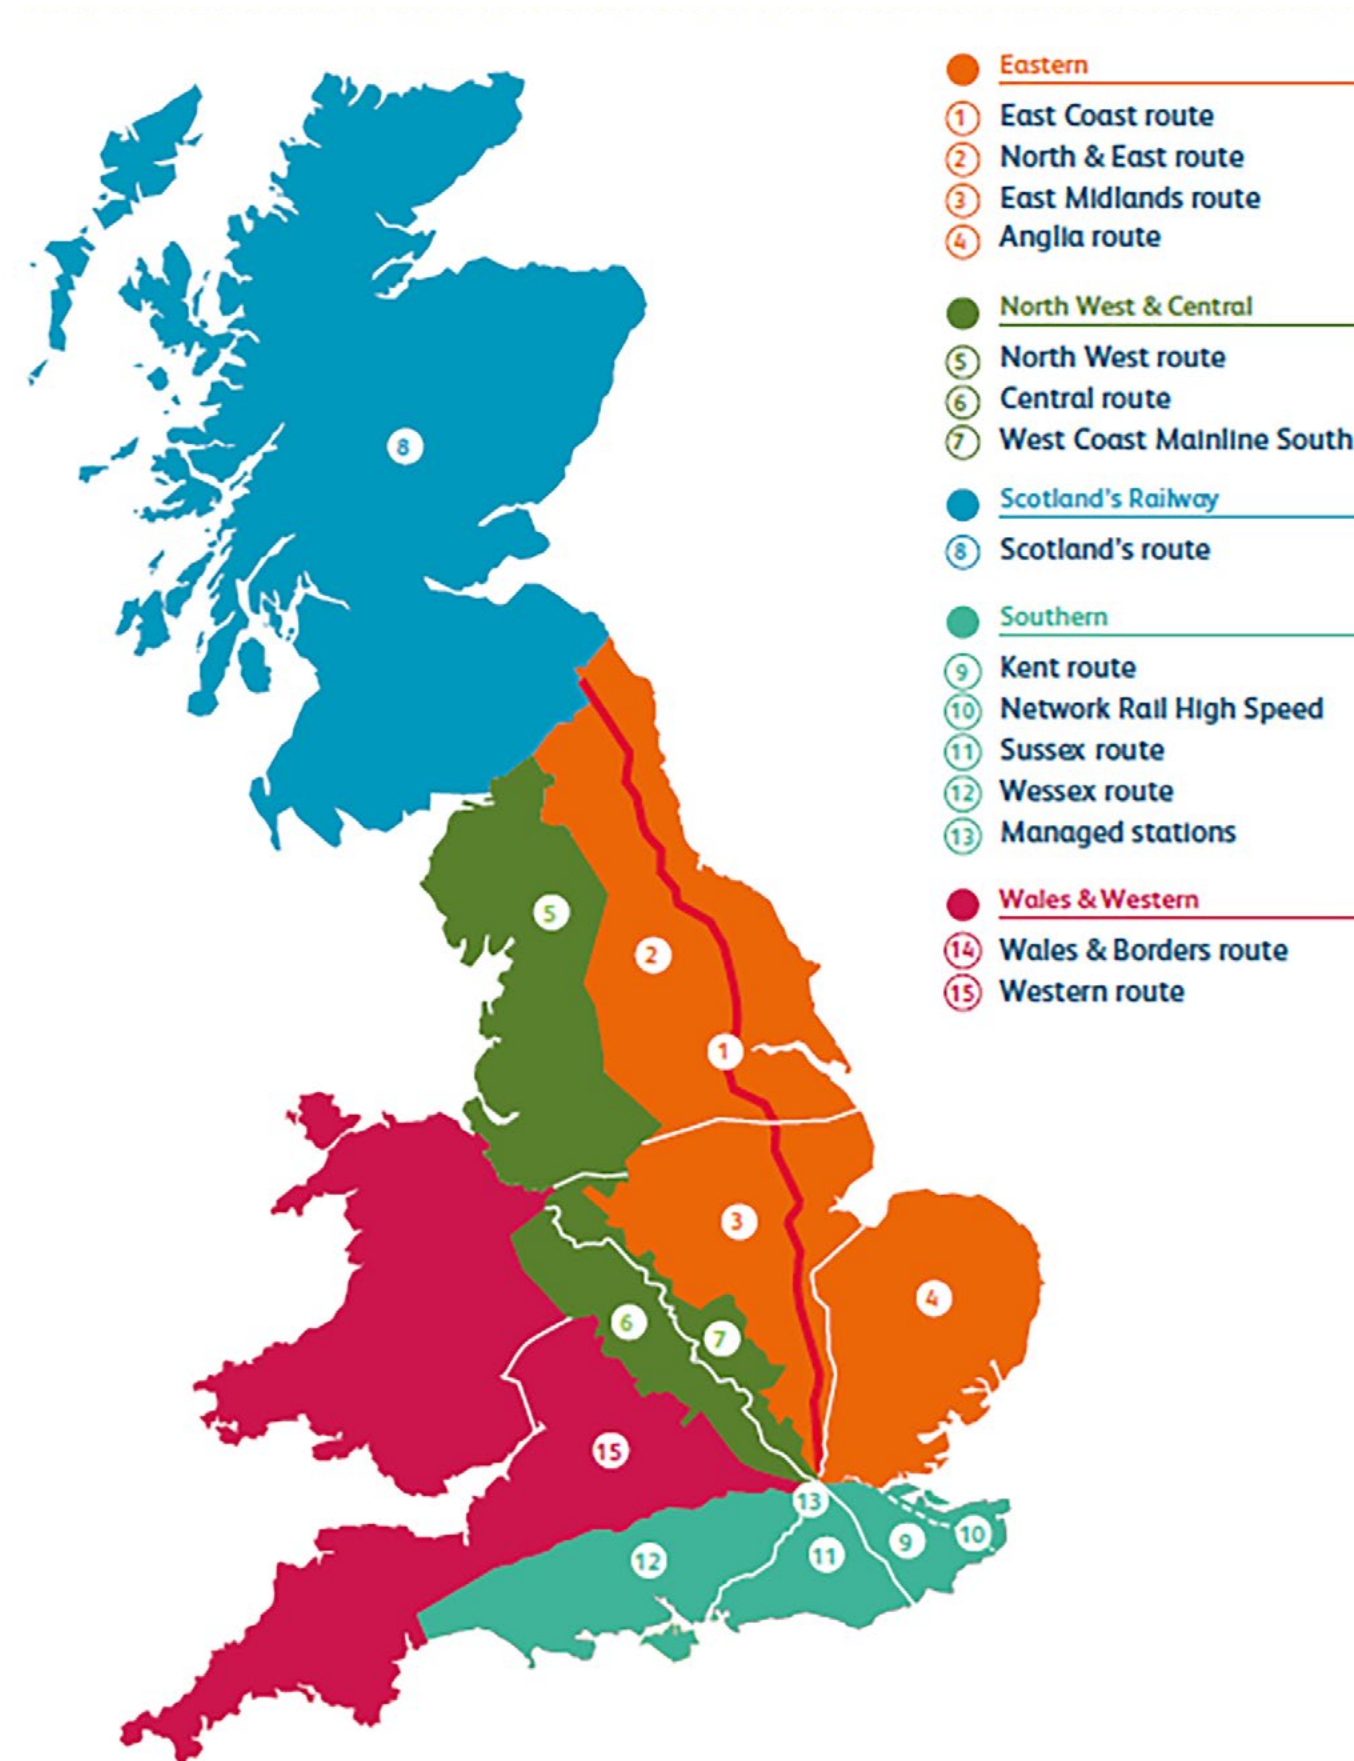 Eastern
1 East Coast route
2 North & East route
3 East Midlands route
4 Anglia route
North West & Central
5 North West route
6 Central route
7 West Coast Mainline South
Scotland's Railway
8 Scotland's route
Southern
9 Kent route
10 Network Rail High Speed
11 Sussex route
12 Wessex route
13 Managed stations
Wales & Western
14 Wales & Borders route
15 Western route
8
5
2
1
3
4
6
7
15
13
12
11
9
10